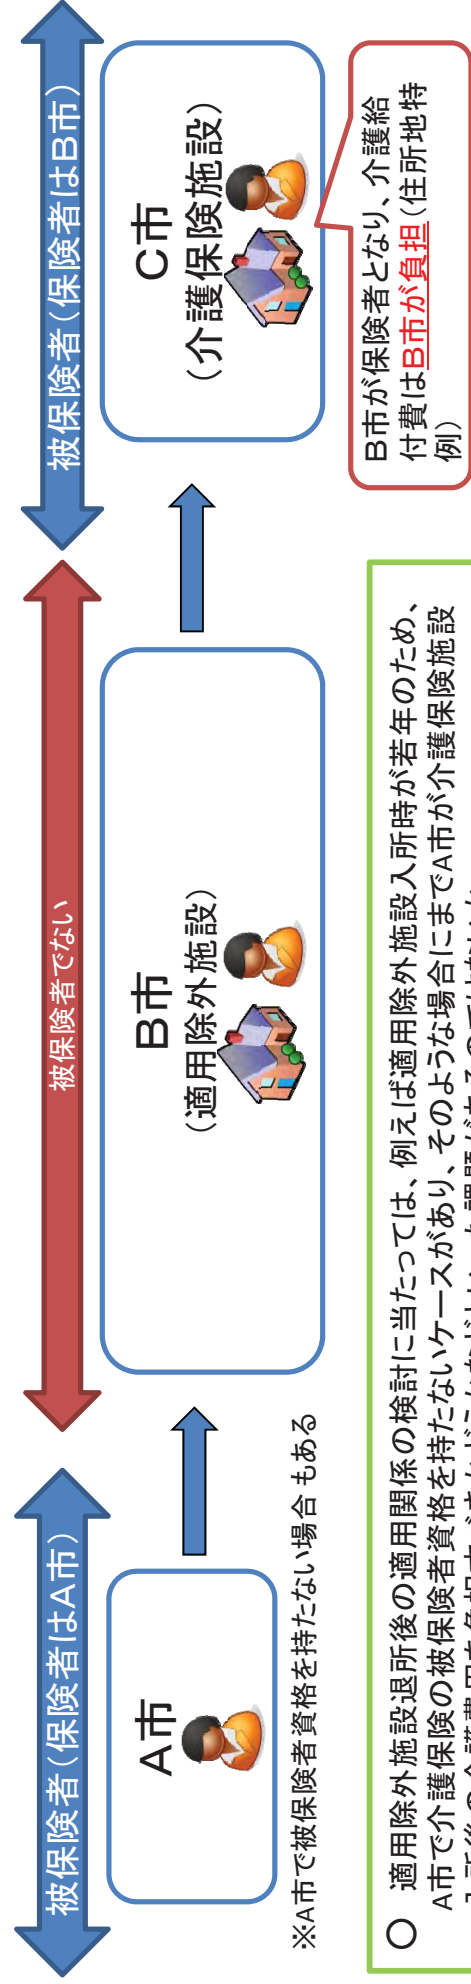 被保険者（保険者はA市）
被保険者でない
被保険者（保険者はB市）
A市
B市
（適用除外施設）
C市
（介護保険施設）
※A市で被保険者資格を持たない場合もある
B市が保険者となり、介護給
付費はB市が負担（住所地特
例）
○ 適用除外施設退所後の適用関係の検討に当たっては、例えば適用除外施設入所時が若年のため、
A市で介護保険の被保険者資格を持たないケースがあり、そのような場合にまでA市が介護保険施設